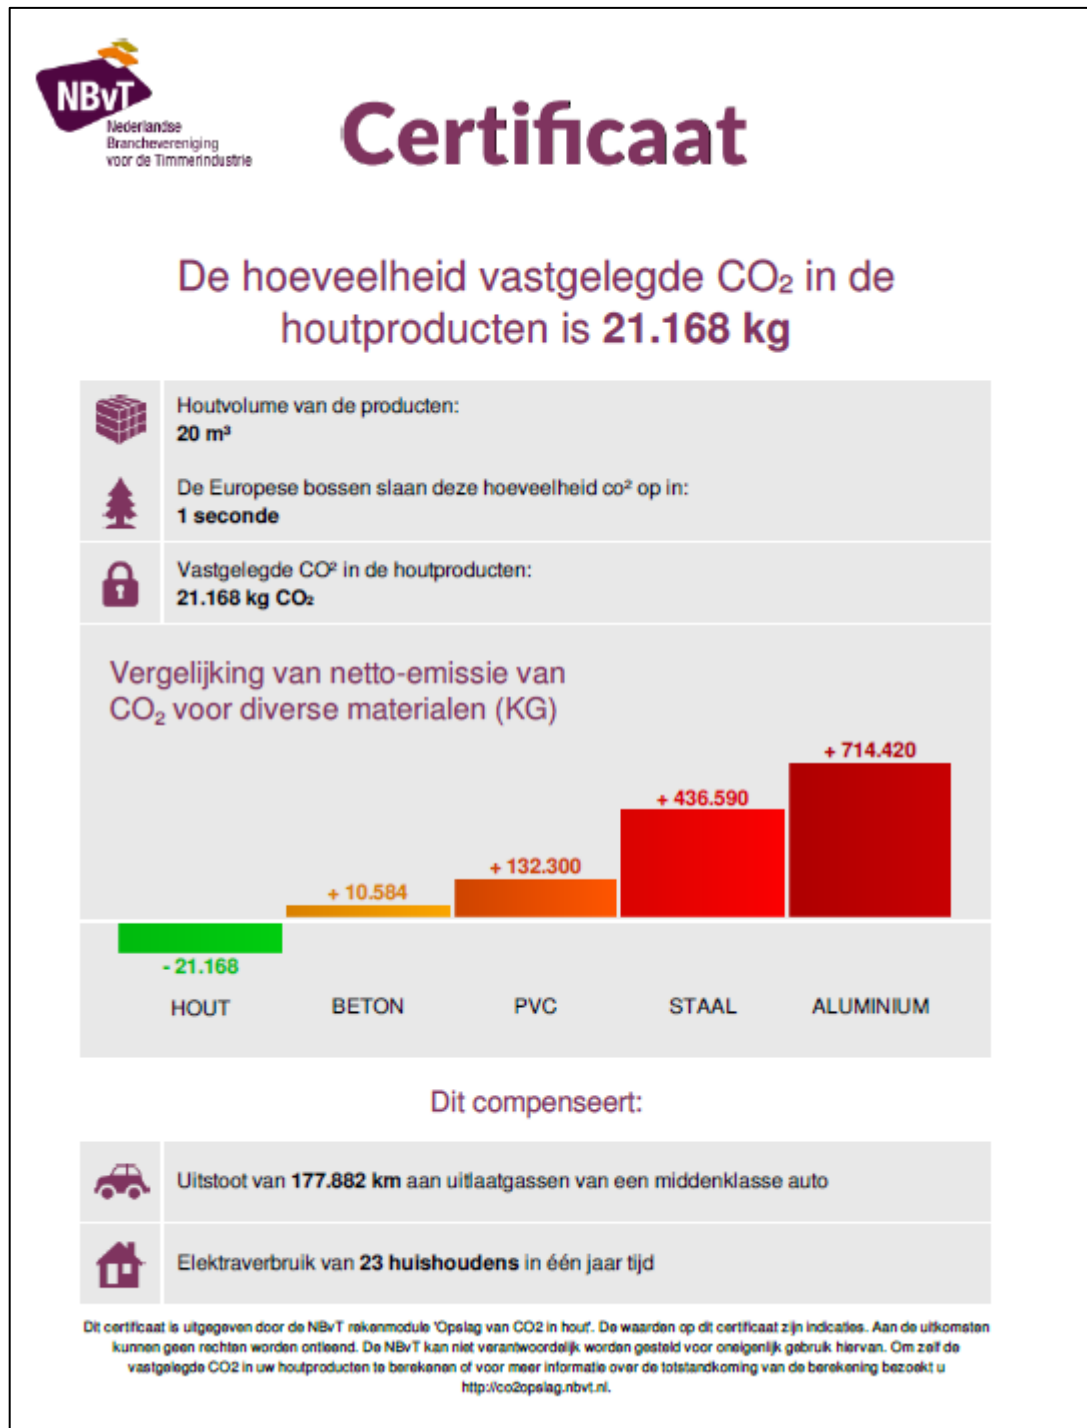 NBvT
Nederlandse
Branchevereniging
voor de Timmerindustrie
Certificaat
De hoeveelheid vastgelegde CO₂ in de
houtproducten is 21.168 kg
Houtvolume van de producten:
20 m³
De Europese bossen slaan deze hoeveelheid co² op in:
1 seconde
Vastgelegde CO² in de houtproducten:
21.168 kg CO₂
Vergelijking van netto-emissie van
CO₂ voor diverse materialen (KG)
+ 714.420
+ 436.590
+ 132.300
+ 10.584
- 21.168
HOUT BETON PVC STAAL ALUMINIUM
Dit compenseert:
Uitstoot van 177.882 km aan uitlaatgassen van een middenklasse auto
Elektraverbruik van 23 huishoudens in één jaar tijd
Dit certificaat is uitgegeven door de NBvT rekenmodule 'Opslag van CO2 in hout'. De waarden op dit certificaat zijn indicaties. Aan de uitkomsten
kunnen geen rechten worden ontleend. De NBvT kan niet verantwoordelijk worden gesteld voor oneigenlijk gebruik hiervan. Om zelf de
vastgelegde CO2 in uw houtproducten te berekenen of voor meer informatie over de totstandkoming van de berekening bezoekt u
http://co2opslag.nbvt.nl.